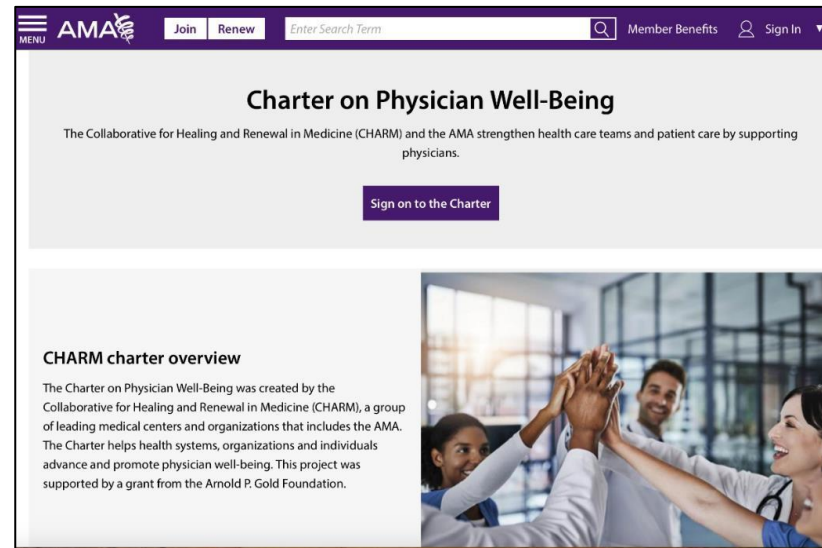 MENU
AMA
Join
Renew
Enter Search Term
Member Benefits
Sign In
Charter on Physician Well-Being
The Collaborative for Healing and Renewal in Medicine (CHARM) and the AMA strengthen health care teams and patient care by supporting
physicians.
Sign on to the Charter
CHARM charter overview
The Charter on Physician Well-Being was created by the
Collaborative for Healing and Renewal in Medicine (CHARM), a group
of leading medical centers and organizations that includes the AMA.
The Charter helps health systems, organizations and individuals
advance and promote physician well-being. This project was
supported by a grant from the Arnold P. Gold Foundation.